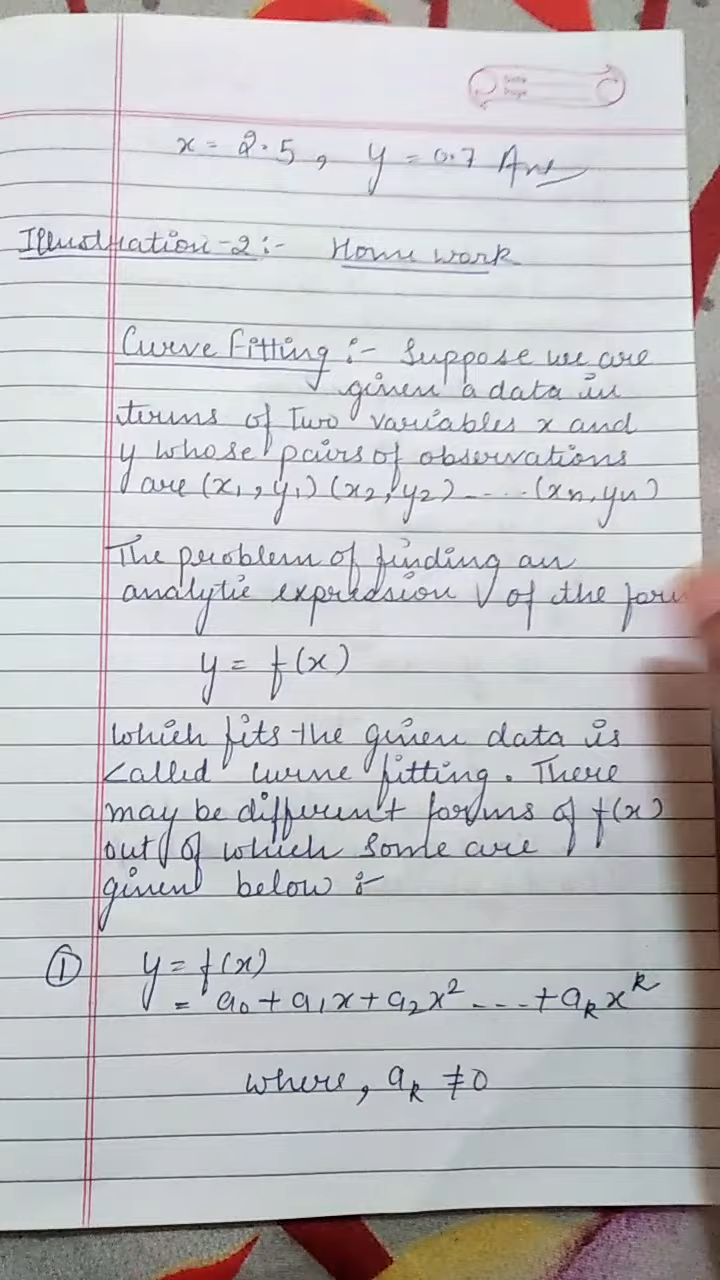 x = 2.5, y = 0.7 Ans
Illustration-2:- Home work
Curve Fitting :- Suppose we are
given a data in
terms of two variables x and
y whose pairs of observations
are (x₁, y₁) (x₂, y₂) ---- (xn, yn)
The problem of finding an
analytic expression of the form
y = f(x)
which fits the given data is
called curve fitting. There
may be different forms of f(x)
out of which some are
given below :-
① y = f(x)
= a₀ + a₁x + a₂x² ---- + aₖxᵏ
where, aₖ ≠ 0